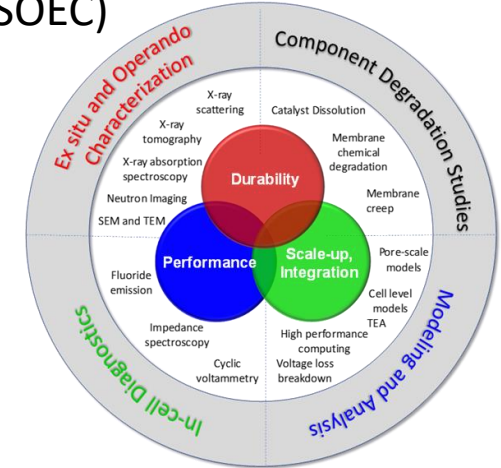 SOEC)
Ex situ and Operando
Characterization
Component Degradation Studies
X-ray
scattering
X-ray
tomography
X-ray absorption
spectroscopy
Neutron Imaging
SEM and TEM
Catalyst Dissolution
Membrane
chemical
degradation
Membrane
creep
Durability
Performance
Scale-up,
Integration
Fluoride
emission
Impedance
spectroscopy
Cyclic
voltammetry
Pore-scale
models
Cell level
models
TEA
High performance
computing
Voltage loss
breakdown
In-cell Diagnostics
Modeling and Analysis